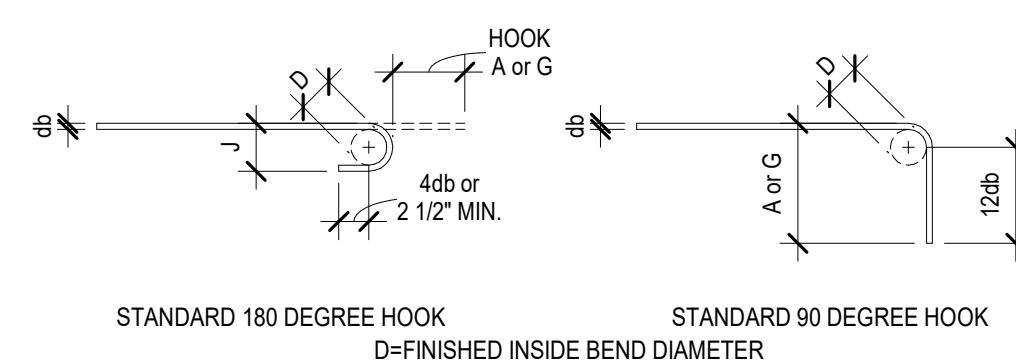 HOOK
A or G
D
db
J
4db or
2 1/2" MIN.
STANDARD 180 DEGREE HOOK
D
db
A or G
12db
STANDARD 90 DEGREE HOOK
D=FINISHED INSIDE BEND DIAMETER